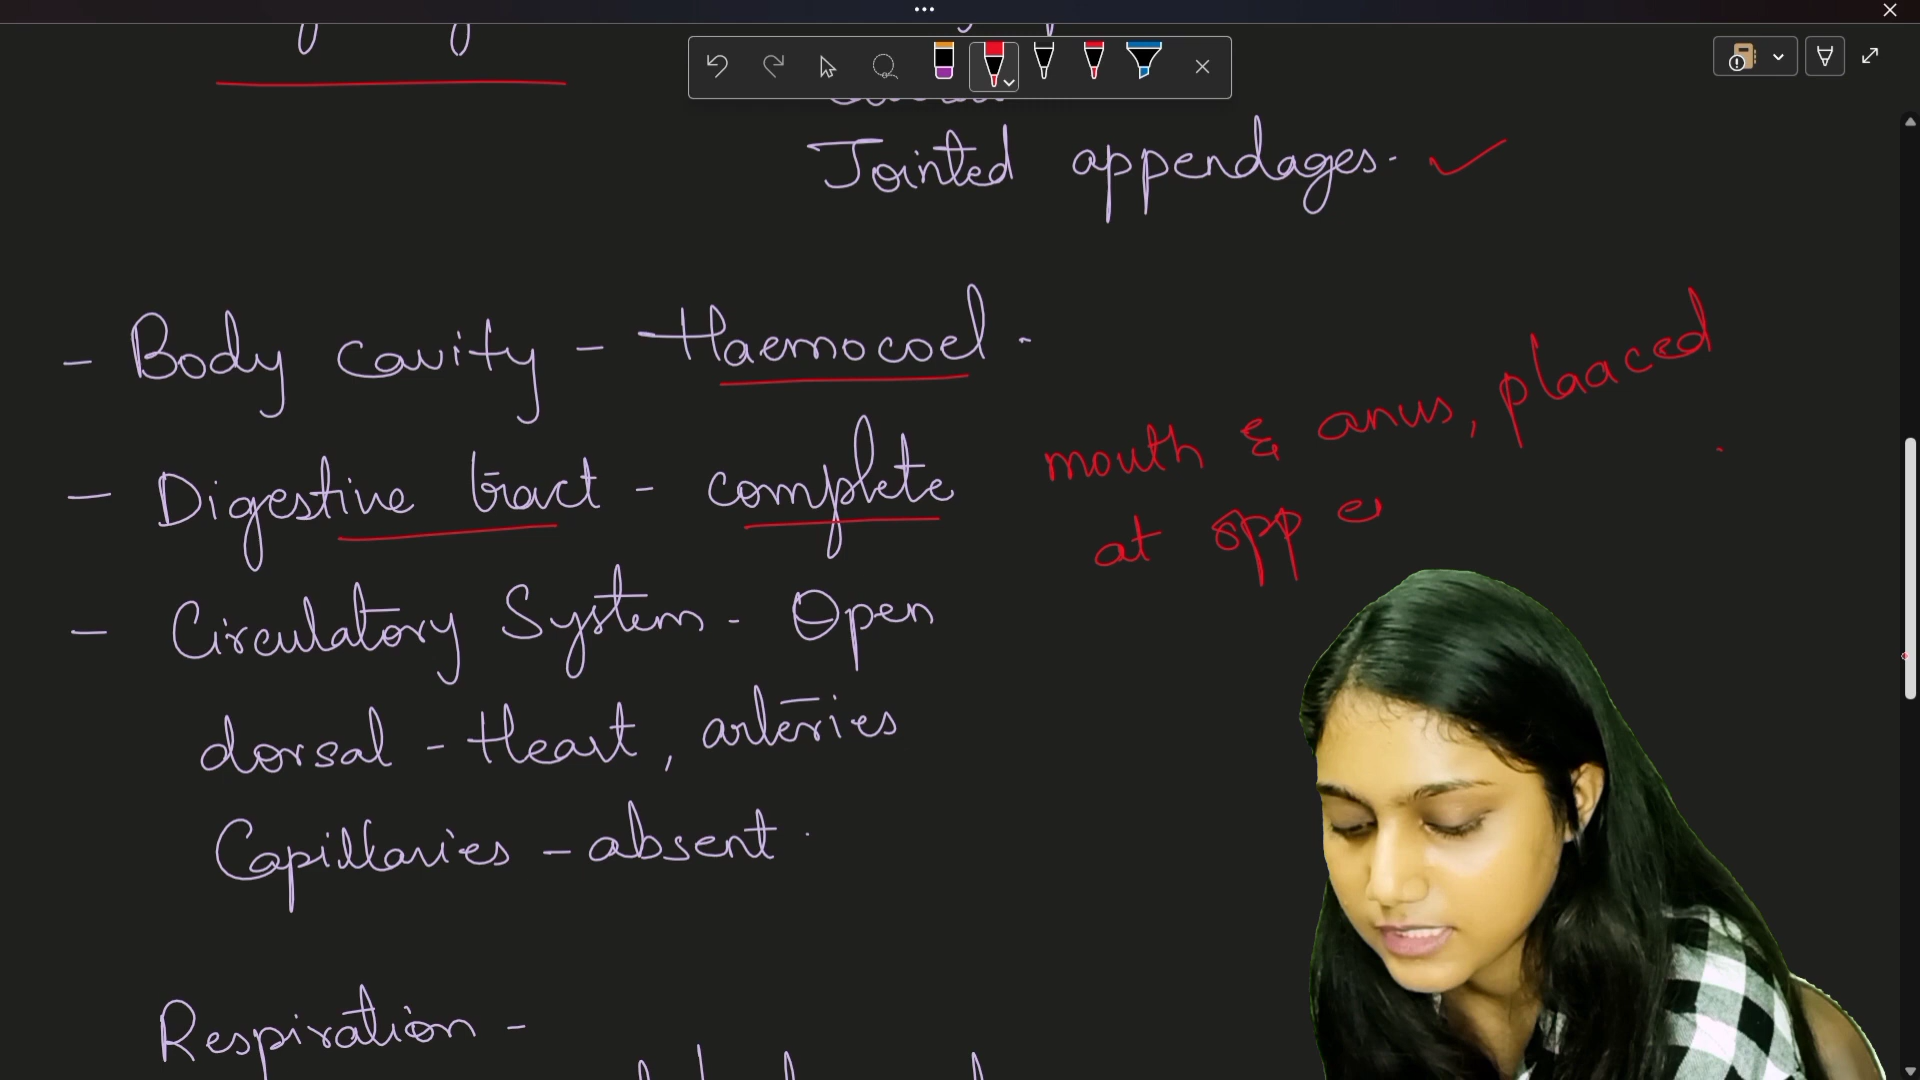 Jointed appendages.
- Body cavity - Haemocoel.
mouth & anus, plaaced
at opp e
- Digestive tract - complete
- Circulatory System - Open
dorsal - Heart, arteries
Capillaries - absent.
Respiration -